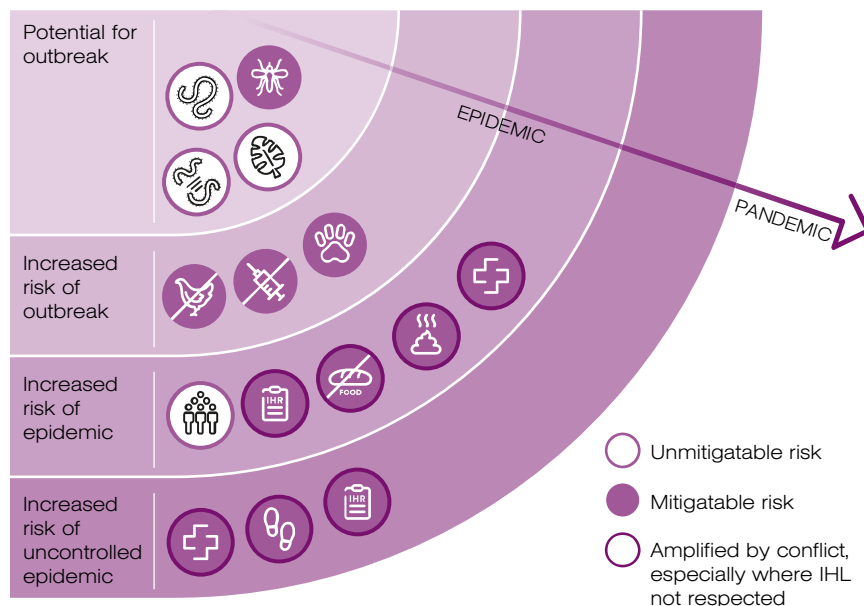 Potential for
outbreak
EPIDEMIC
PANDEMIC
Increased
risk of
outbreak
Increased
risk of
epidemic
IHR
FOOD
Increased
risk of
uncontrolled
epidemic
IHR
Unmitigatable risk
Mitigatable risk
Amplified by conflict,
especially where IHL
not respected